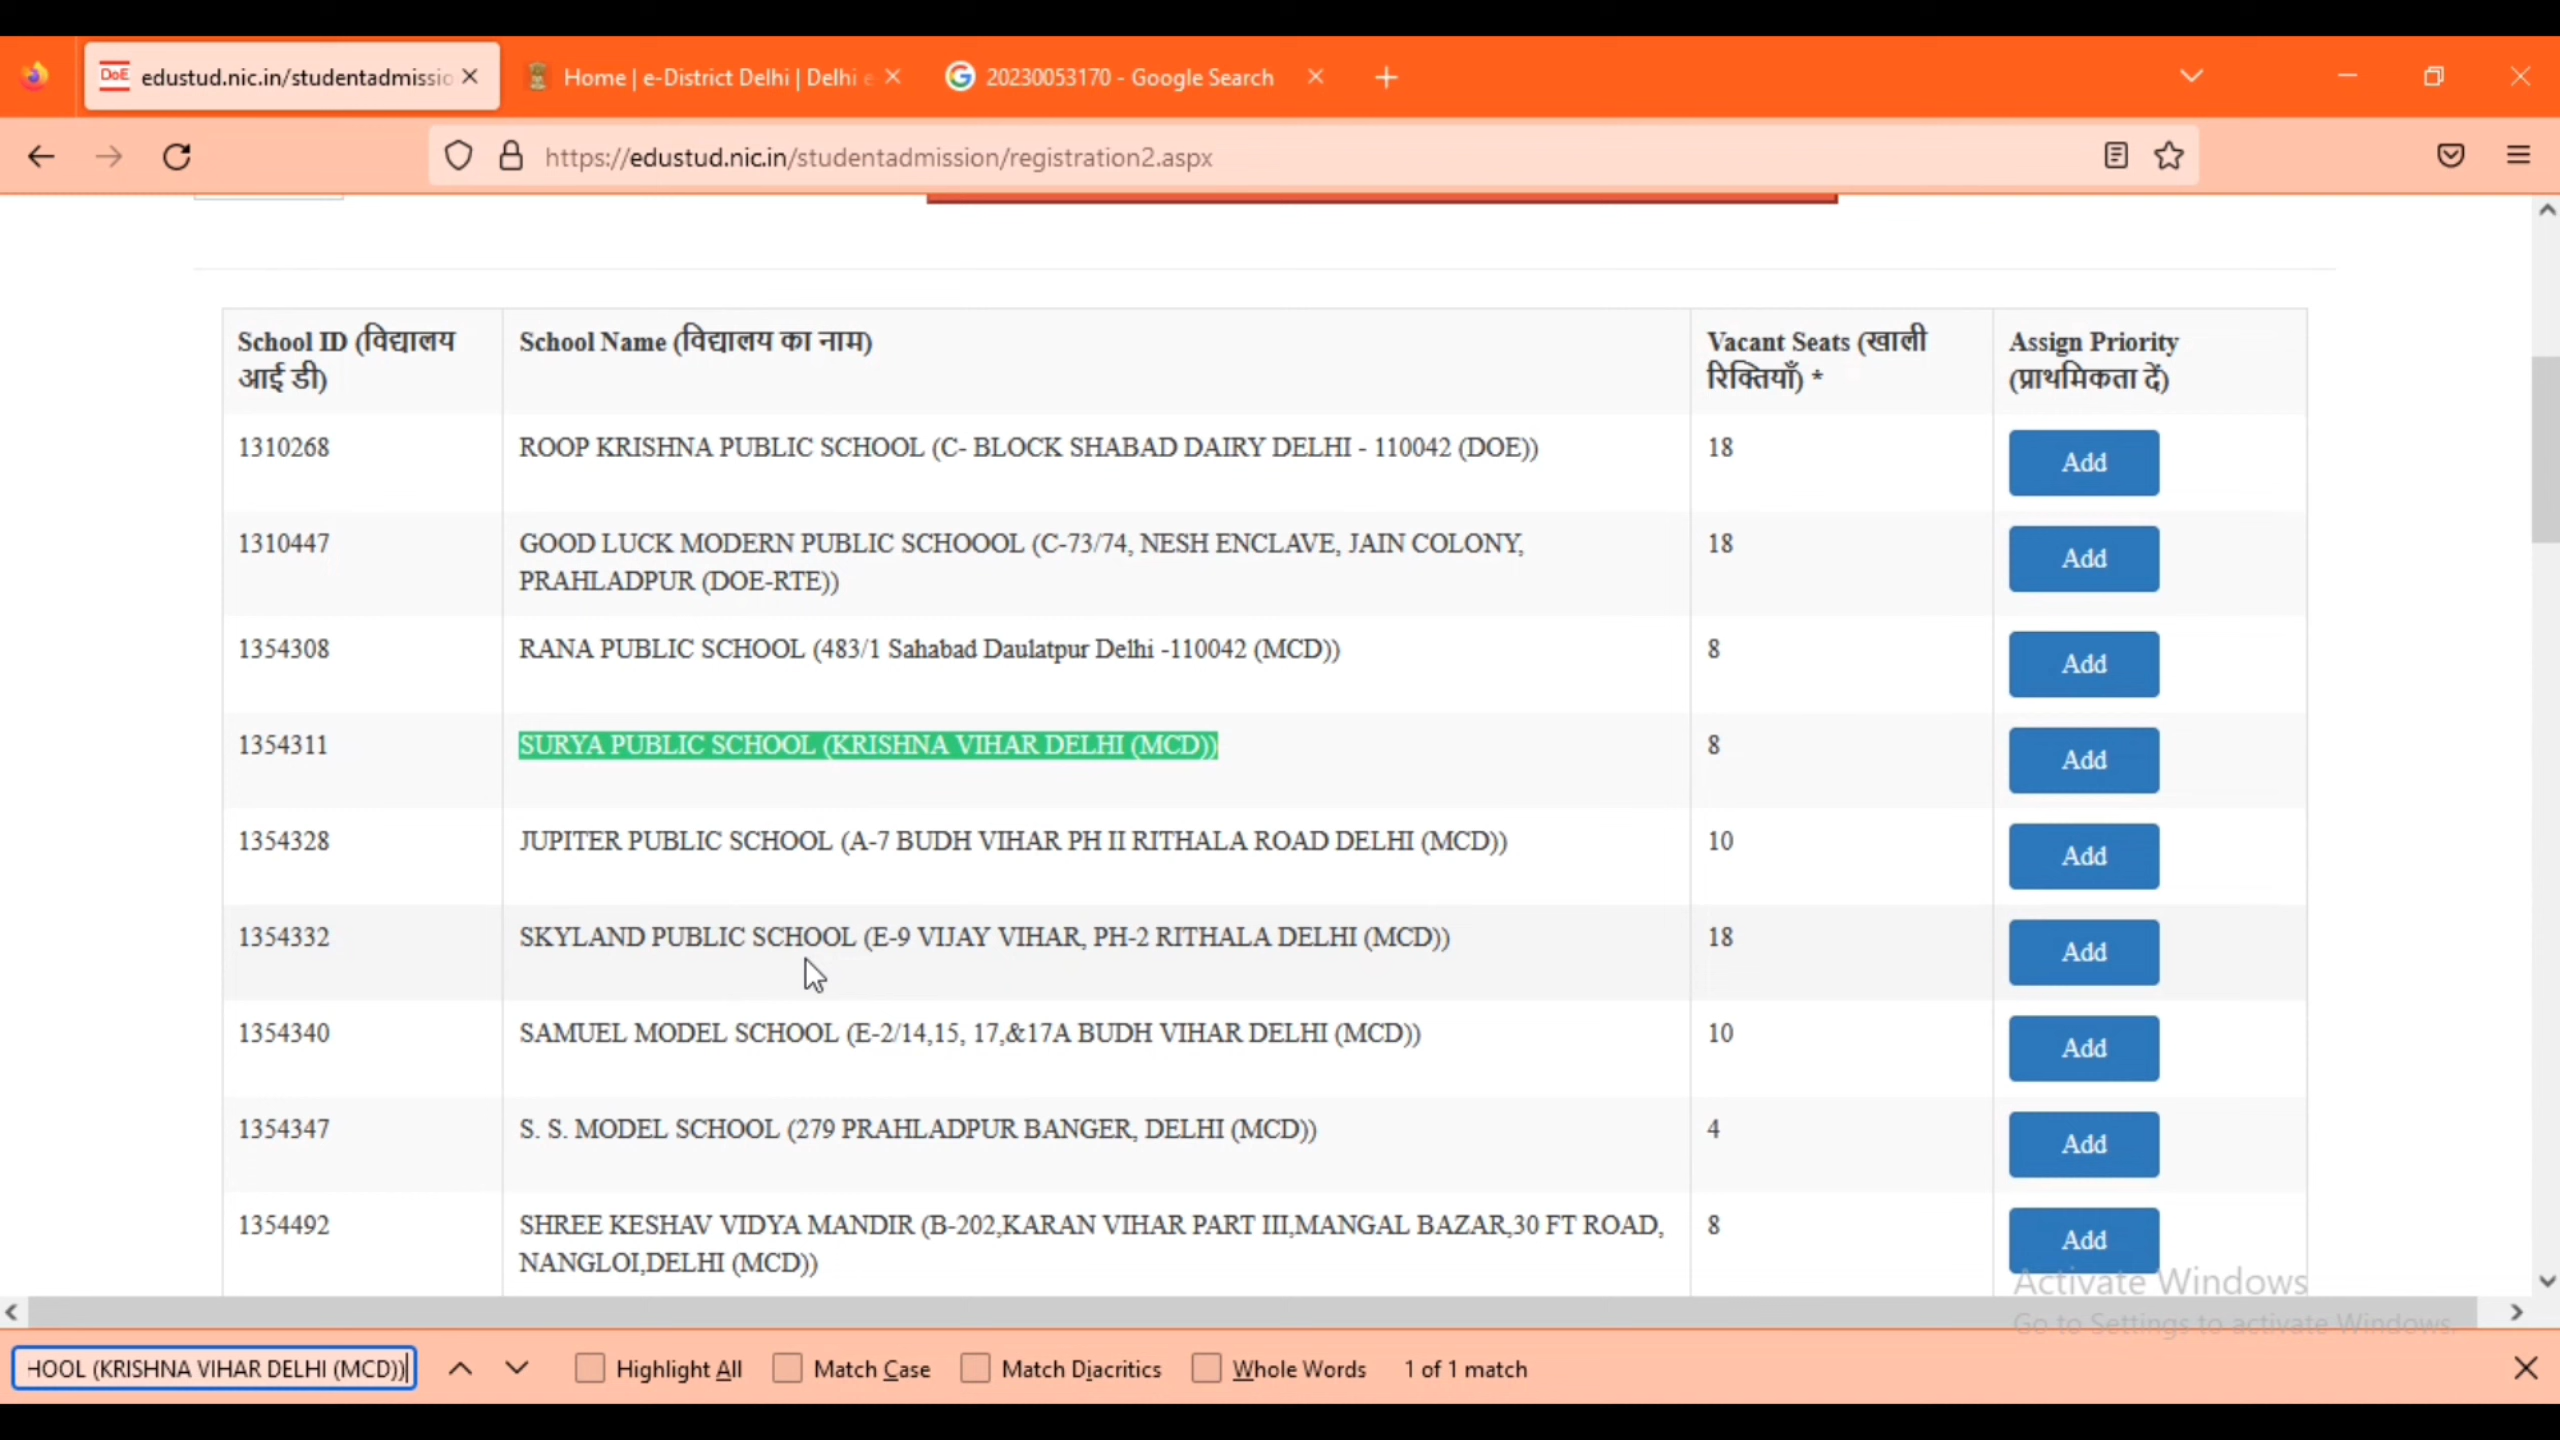 DoE edustud.nic.in/studentadmissio
Home | e-District Delhi | Delhi e
20230053170 - Google Search
https://edustud.nic.in/studentadmission/registration2.aspx
School ID (विद्यालय
आई डी)
School Name (विद्यालय का नाम)
Vacant Seats (खाली
रिक्तियाँ) *
Assign Priority
(प्राथमिकता दें)
1310268 ROOP KRISHNA PUBLIC SCHOOL (C- BLOCK SHABAD DAIRY DELHI - 110042 (DOE)) 18 Add
1310447 GOOD LUCK MODERN PUBLIC SCHOOOL (C-73/74, NESH ENCLAVE, JAIN COLONY, 18 Add
PRAHLADPUR (DOE-RTE))
1354308 RANA PUBLIC SCHOOL (483/1 Sahabad Daulatpur Delhi -110042 (MCD)) 8 Add
1354311 SURYA PUBLIC SCHOOL (KRISHNA VIHAR DELHI (MCD)) 8 Add
1354328 JUPITER PUBLIC SCHOOL (A-7 BUDH VIHAR PH II RITHALA ROAD DELHI (MCD)) 10 Add
1354332 SKYLAND PUBLIC SCHOOL (E-9 VIJAY VIHAR, PH-2 RITHALA DELHI (MCD)) 18 Add
1354340 SAMUEL MODEL SCHOOL (E-2/14,15, 17,&17A BUDH VIHAR DELHI (MCD)) 10 Add
1354347 S. S. MODEL SCHOOL (279 PRAHLADPUR BANGER, DELHI (MCD)) 4 Add
1354492 SHREE KESHAV VIDYA MANDIR (B-202,KARAN VIHAR PART III,MANGAL BAZAR,30 FT ROAD, 8 Add
NANGLOI,DELHI (MCD))
Activate Windows
Go to Settings to activate Windows.
HOOL (KRISHNA VIHAR DELHI (MCD)) Highlight All Match Case Match Diacritics Whole Words 1 of 1 match